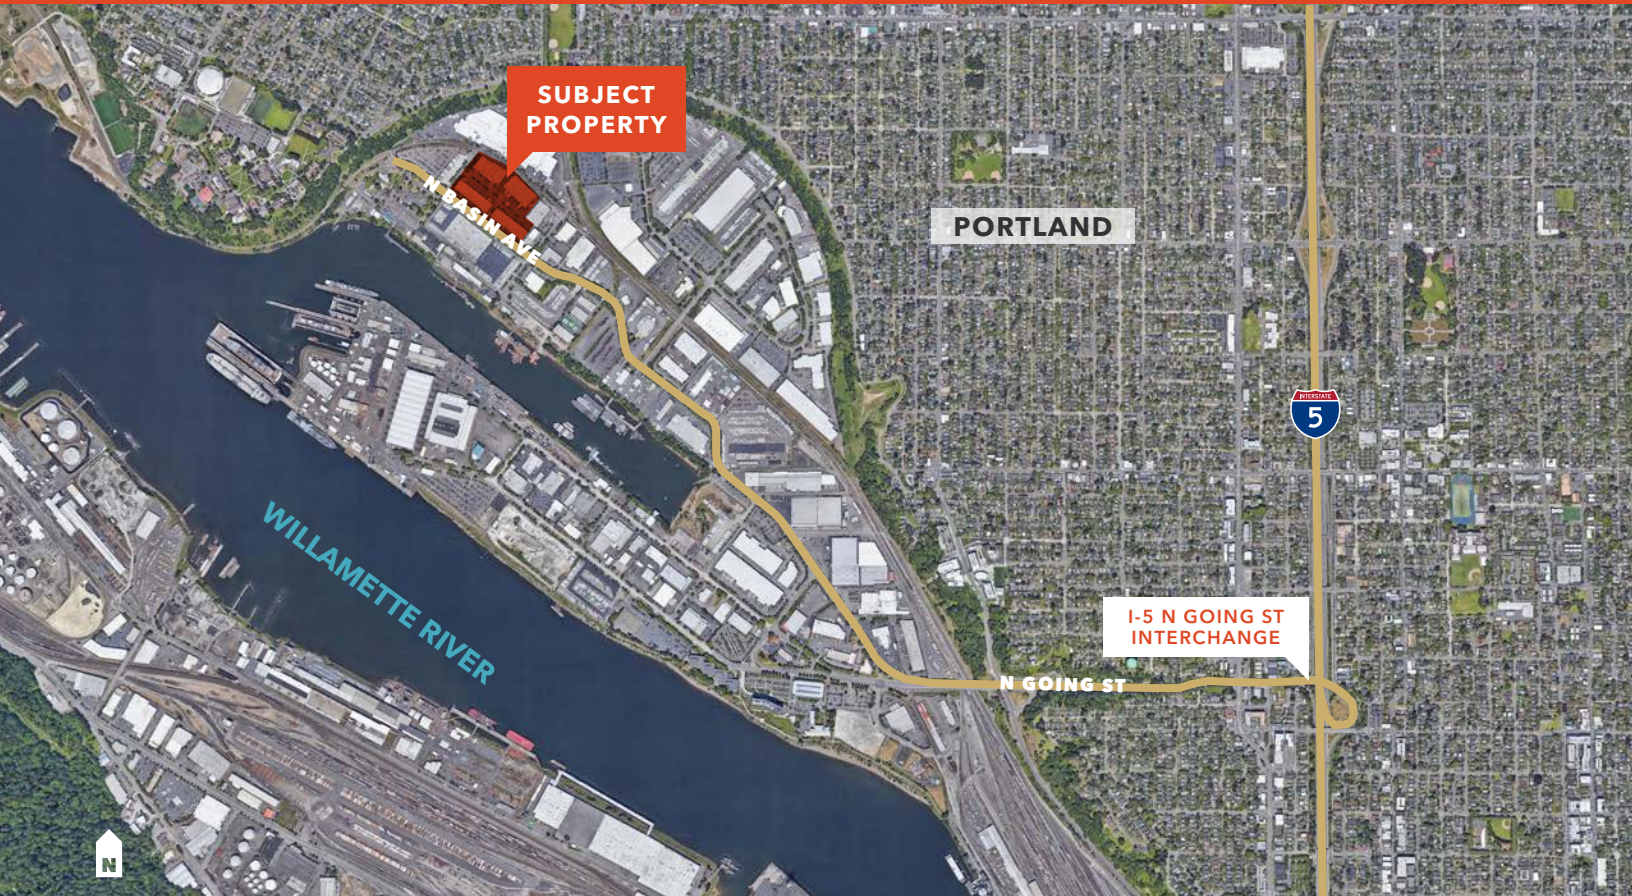 SUBJECT
PROPERTY
N BASIN AVE
PORTLAND
INTERSTATE
5
WILLAMETTE RIVER
I-5 N GOING ST
INTERCHANGE
N GOING ST
N